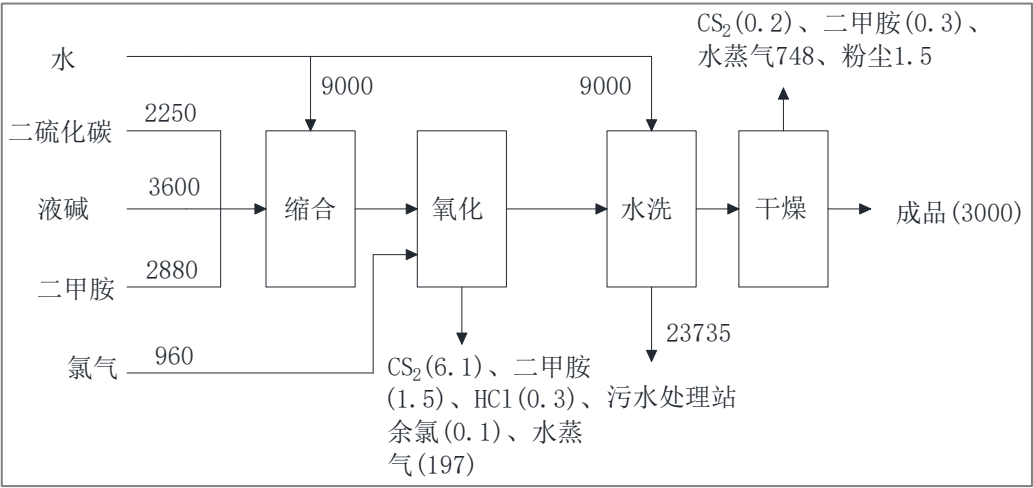 CS₂(0.2)、二甲胺(0.3)、
水蒸气748、粉尘1.5
水
9000
9000
二硫化碳
2250
液碱
3600
二甲胺
2880
氯气
960
缩合
氧化
水洗
干燥
成品(3000)
CS₂(6.1)、二甲胺
(1.5)、HCl(0.3)、
余氯(0.1)、水蒸
气(197)
23735
污水处理站